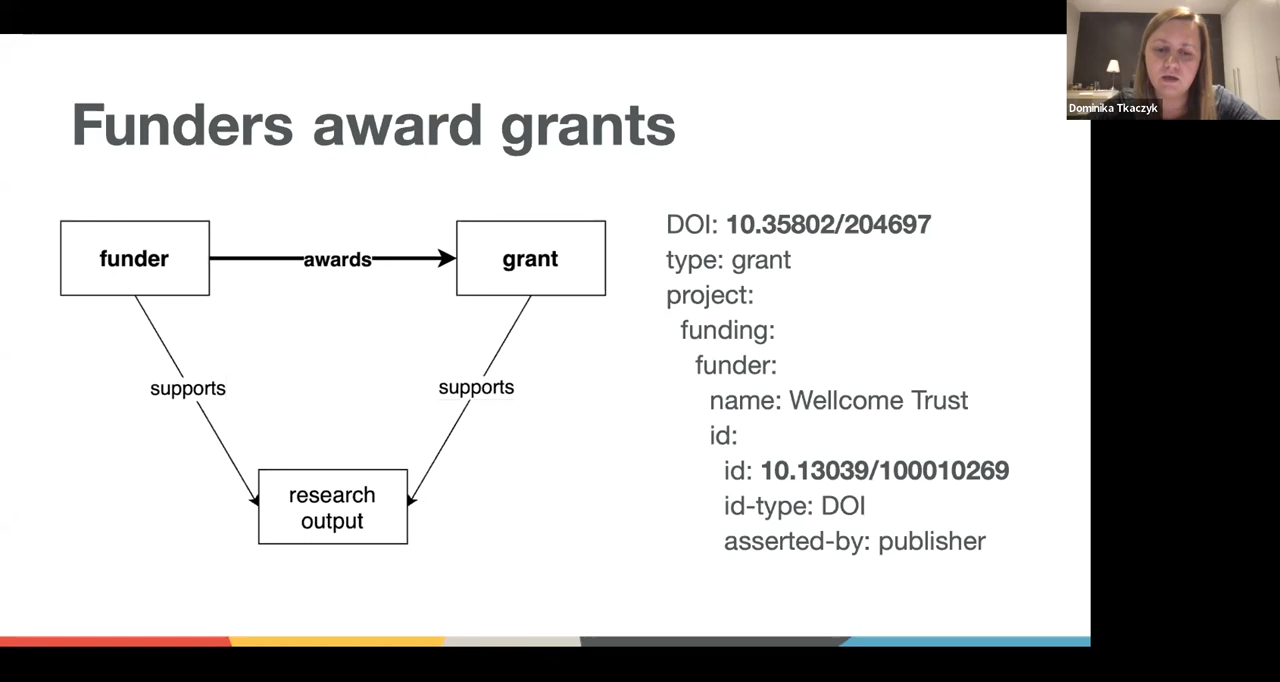 Dominika Tkaczyk
Funders award grants
funder
awards
grant
supports
supports
research
output
DOI: 10.35802/204697
type: grant
project:
funding:
funder:
name: Wellcome Trust
id:
id: 10.13039/100010269
id-type: DOI
asserted-by: publisher